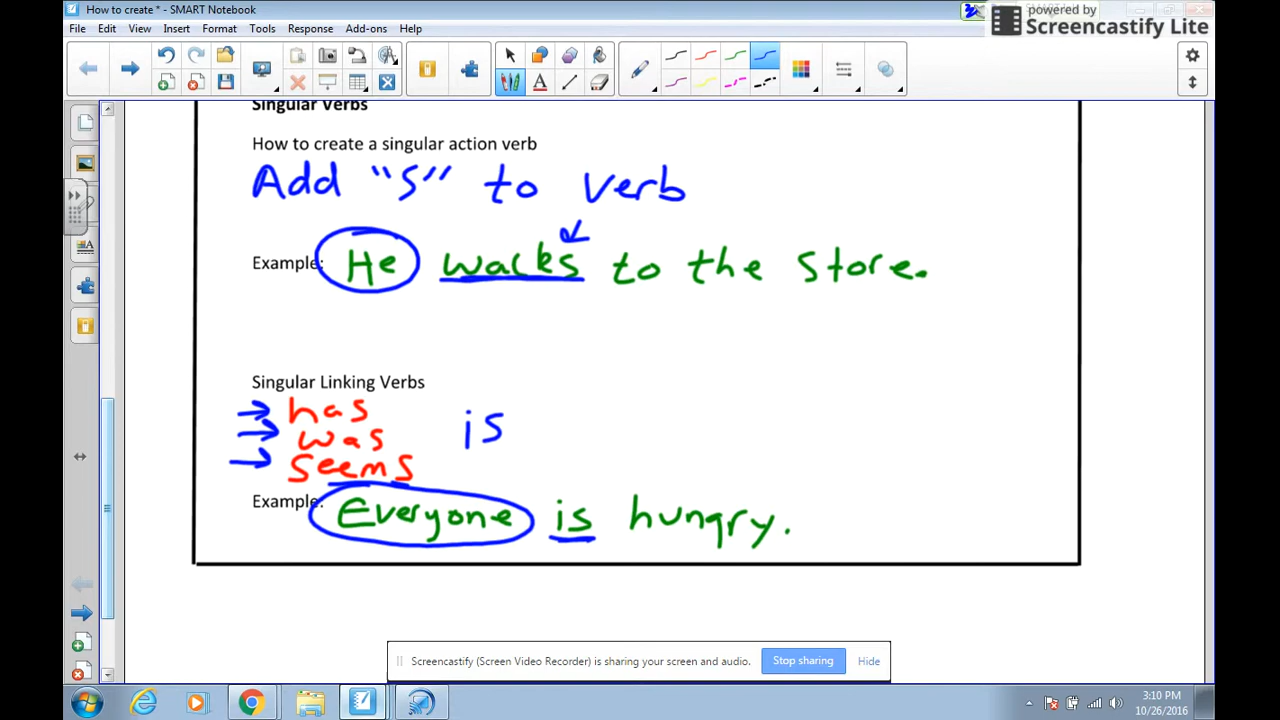 How to create * - SMART Notebook
powered by
Screencastify Lite
File Edit View Insert Format Tools Response Add-ons Help
Singular Verbs
How to create a singular action verb
Add "S" to verb
Example: He walks to the store.
Singular Linking Verbs
has
was is
seems
Example: Everyone is hungry.
Screencastify (Screen Video Recorder) is sharing your screen and audio. Stop sharing Hide
3:10 PM
10/26/2016